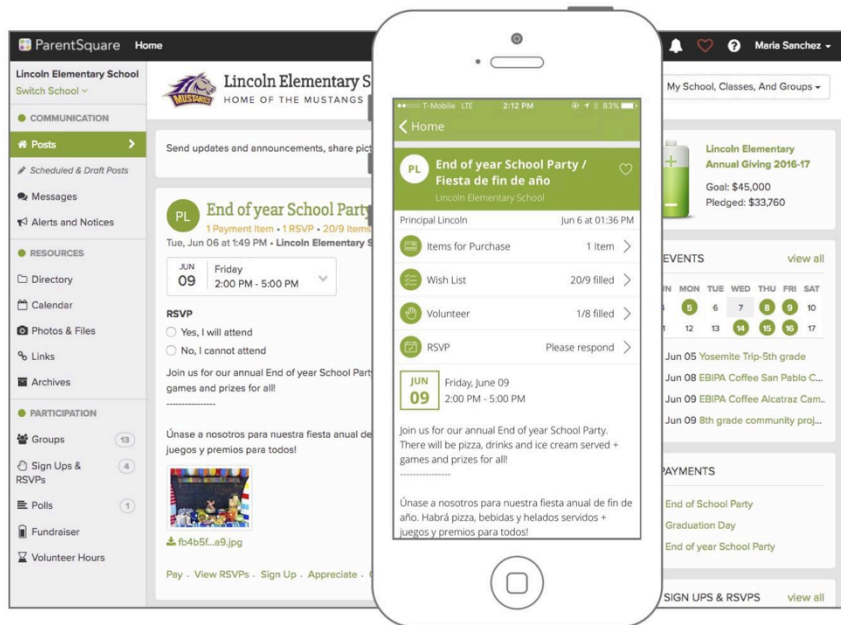 ParentSquare Home
Maria Sanchez
Lincoln Elementary School
Switch School
COMMUNICATION
Posts
Scheduled & Draft Posts
Messages
Alerts and Notices
RESOURCES
Directory
Calendar
Photos & Files
Links
Archives
PARTICIPATION
Groups 13
Sign Ups & 4
RSVPs
Polls 1
Fundraiser
Volunteer Hours
MUSTANGS
Lincoln Elementary S
HOME OF THE MUSTANGS
Send updates and announcements, share pict
PL
End of year School Party
1 Payment Item • 1 RSVP • 20/9 Items
Tue, Jun 06 at 1:49 PM • Lincoln Elementary S
JUN Friday
09 2:00 PM - 5:00 PM
RSVP
Yes, I will attend
No, I cannot attend
Join us for our annual End of year School Party
games and prizes for all!
----------------
Únase a nosotros para nuestra fiesta anual de
juegos y premios para todos!
fb4b5f...a9.jpg
Pay - View RSVPs - Sign Up - Appreciate -
T-Mobile LTE 2:12 PM 83%
Home
PL
End of year School Party /
Fiesta de fin de año
Lincoln Elementary School
Principal Lincoln Jun 6 at 01:36 PM
Items for Purchase 1 Item
Wish List 20/9 filled
Volunteer 1/8 filled
RSVP Please respond
JUN Friday, June 09
09 2:00 PM - 5:00 PM
Join us for our annual End of year School Party.
There will be pizza, drinks and ice cream served +
games and prizes for all!
----------------
Únase a nosotros para nuestra fiesta anual de fin de
año. Habrá pizza, bebidas y helados servidos +
juegos y premios para todos!
My School, Classes, And Groups
Lincoln Elementary
Annual Giving 2016-17
Goal: $45,000
Pledged: $33,760
EVENTS view all
MON TUE WED THU FRI SAT
5 6 7 8 9 10
12 13 14 15 16 17
Jun 05 Yosemite Trip-5th grade
Jun 08 EBIPA Coffee San Pablo C...
Jun 09 EBIPA Coffee Alcatraz Cam..
Jun 09 8th grade community proj...
PAYMENTS
End of School Party
Graduation Day
End of year School Party
SIGN UPS & RSVPS view all